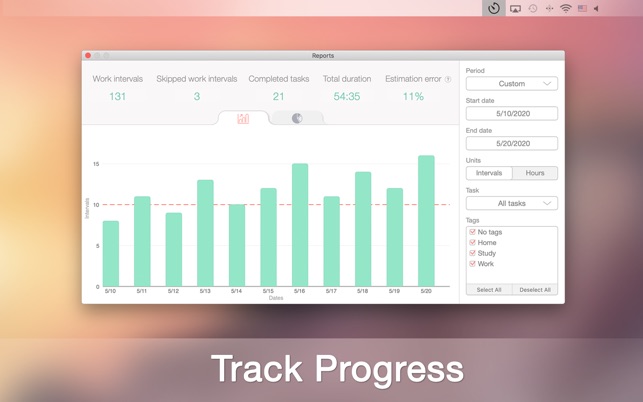 Reports
Work intervals Skipped work intervals Completed tasks Total duration Estimation error ?
131 3 21 54:35 11%
Period
Custom
Start date
5/10/2020
End date
5/20/2020
Units
Intervals Hours
Task
All tasks
Tags
No tags
Home
Study
Work
Select All Deselect All
Intervals
15
10
5
0
5/10 5/11 5/12 5/13 5/14 5/15 5/16 5/17 5/18 5/19 5/20
Dates
Track Progress